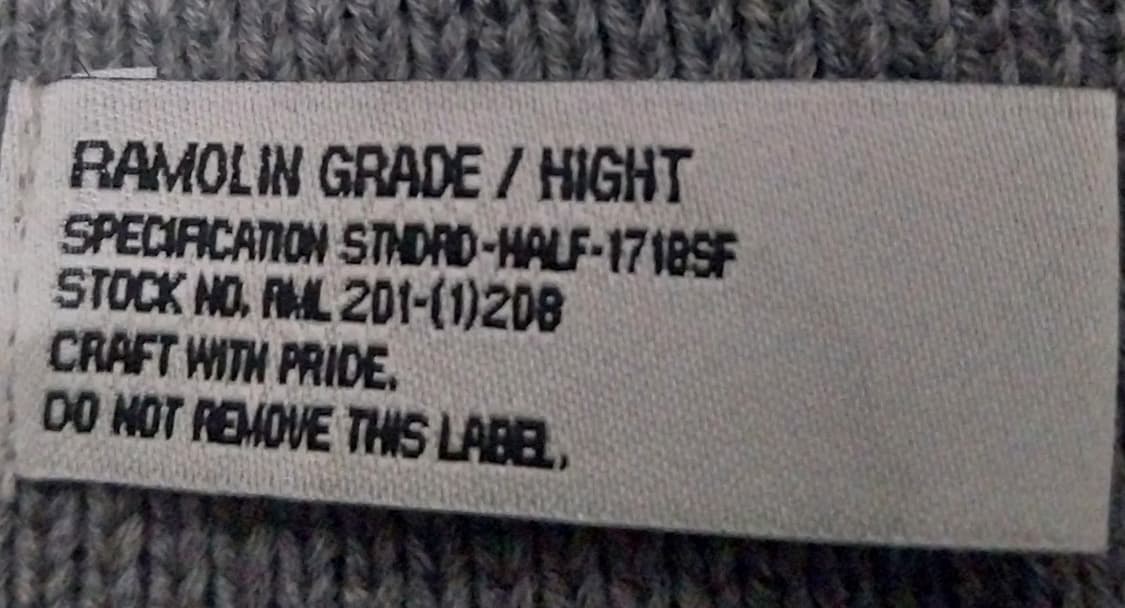 RAMOLIN GRADE / HIGHT
SPECIFICATION STNDRD-HALF-1718SF
STOCK NO. RML 201-(1)208
CRAFT WITH PRIDE.
DO NOT REMOVE THIS LABEL.